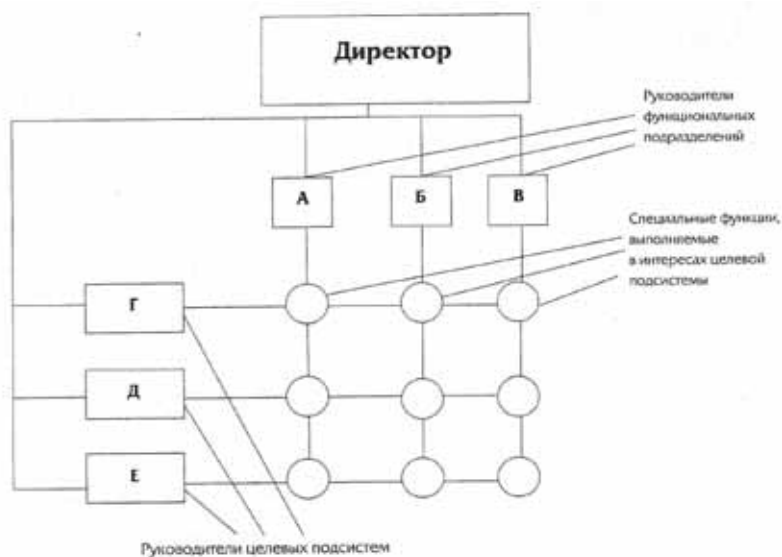 Директор
Руководители
функциональных
подразделений
А
Б
В
Специальные функции,
выполняемые
в интересах целевой
подсистемы
Г
Д
Е
Руководители целевых подсистем